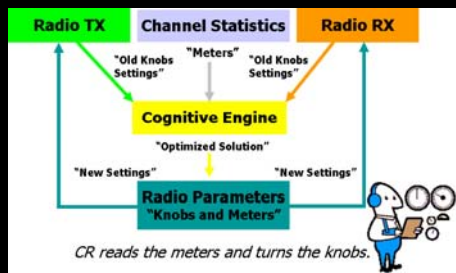 Radio TX
Channel Statistics
Radio RX
“Old Knobs
Settings”
“Meters”
“Old Knobs
Settings”
Cognitive Engine
“Optimized Solution”
“New Settings”
“New Settings”
Radio Parameters
“Knobs and Meters”
CR reads the meters and turns the knobs.